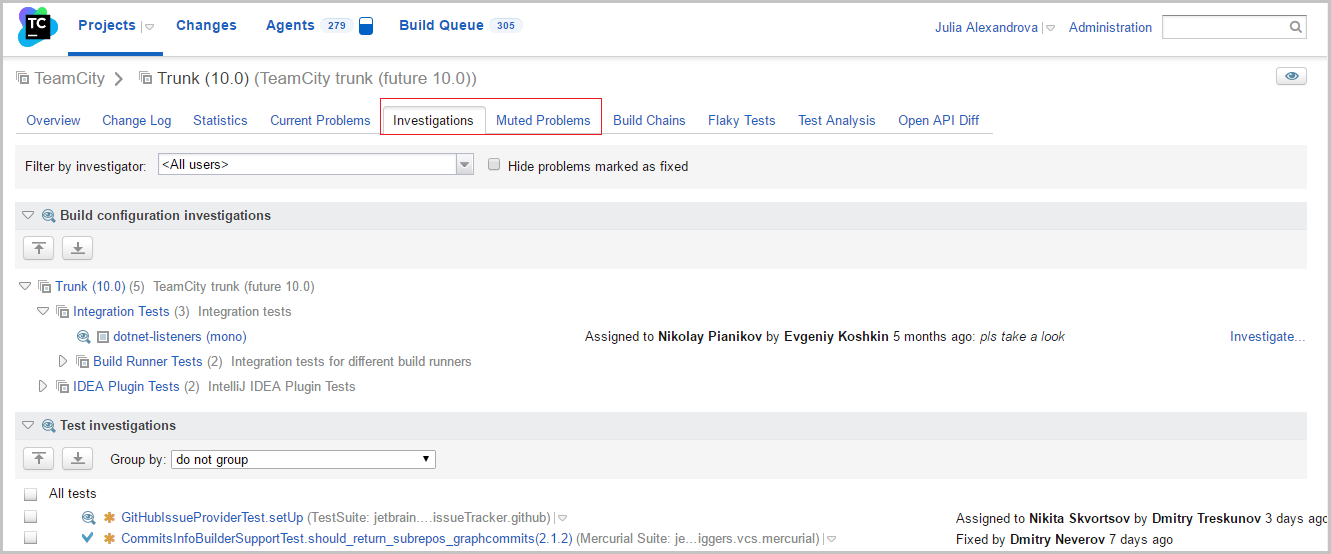 TC Projects Changes Agents 279 Build Queue 305 Julia Alexandrova Administration
TeamCity Trunk (10.0) (TeamCity trunk (future 10.0))
Overview Change Log Statistics Current Problems Investigations Muted Problems Build Chains Flaky Tests Test Analysis Open API Diff
Filter by investigator: <All users> Hide problems marked as fixed
Build configuration investigations
Trunk (10.0) (5) TeamCity trunk (future 10.0)
Integration Tests (3) Integration tests
dotnet-listeners (mono) Assigned to Nikolay Pianikov by Evgeniy Koshkin 5 months ago: pls take a look Investigate...
Build Runner Tests (2) Integration tests for different build runners
IDEA Plugin Tests (2) IntelliJ IDEA Plugin Tests
Test investigations
Group by: do not group
All tests
GitHubIssueProviderTest.setUp (TestSuite: jetbrain....issueTracker.github) Assigned to Nikita Skvortsov by Dmitry Treskunov 3 days ago
CommitsInfoBuilderSupportTest.should_return_subrepos_graphcommits(2.1.2) (Mercurial Suite: je...iggers.vcs.mercurial) Fixed by Dmitry Neverov 7 days ago